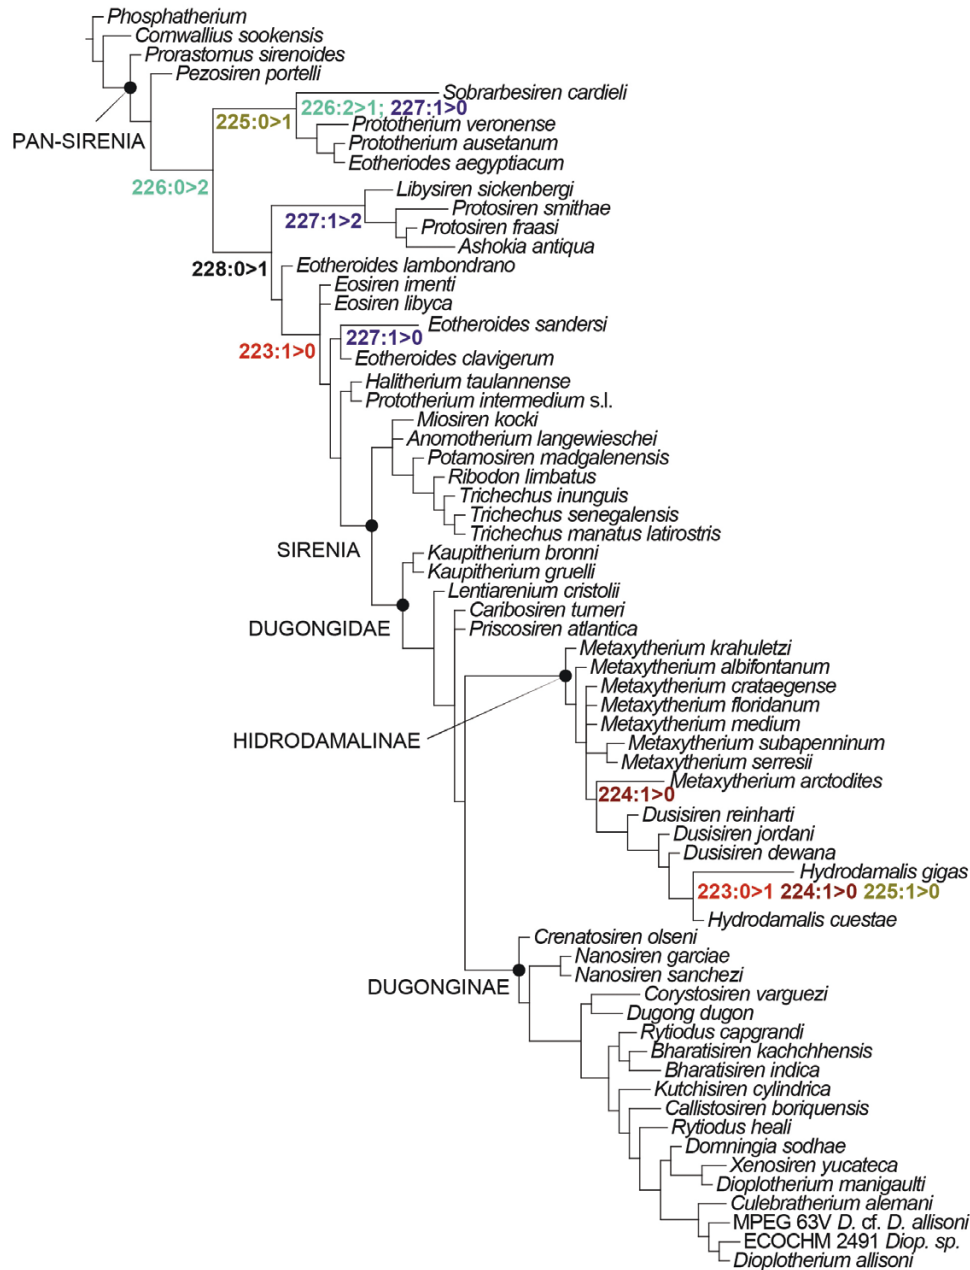 Phosphatherium
Cornwallius sookensis
Prorastomus sirenoides
Pezosiren portelli
PAN-SIRENIA
Sobrarbesiren cardieli
226:2>1; 227:1>0
225:0>1
Prototherium veronense
Prototherium ausetanum
Eotheriodes aegyptiacum
226:0>2
Libysiren sickenbergi
Protosiren smithae
227:1>2
Protosiren fraasi
Ashokia antiqua
228:0>1
Eotheroides lambondrano
Eosiren imenti
Eosiren libyca
Eotheroides sandersi
227:1>0
223:1>0
Eotheroides clavigerum
Halitherium taulannense
Prototherium intermedium s.l.
Miosiren kocki
Anomotherium langewieschei
Potamosiren madgalenensis
Ribodon limbatus
Trichechus inunguis
Trichechus senegalensis
Trichechus manatus latirostris
SIRENIA
Kaupitherium bronni
Kaupitherium gruelli
Lentiarenium cristolii
Caribosiren turneri
DUGONGIDAE
Priscosiren atlantica
Metaxytherium krahuletzi
Metaxytherium albifontanum
Metaxytherium crataegense
Metaxytherium floridanum
Metaxytherium medium
HIDRODAMALINAE
Metaxytherium subapenninum
Metaxytherium serresii
Metaxytherium arctodites
224:1>0
Dusisiren reinharti
Dusisiren jordani
Dusisiren dewana
Hydrodamalis gigas
223:0>1 224:1>0 225:1>0
Hydrodamalis cuestae
Crenatosiren olseni
Nanosiren garciae
Nanosiren sanchezi
DUGONGINAE
Corystosiren varguezi
Dugong dugon
Rytiodus capgrandi
Bharatisiren kachchhensis
Bharatisiren indica
Kutchisiren cylindrica
Callistosiren boriquensis
Rytiodus heali
Domningia sodhae
Xenosiren yucateca
Dioplotherium manigaulti
Culebratherium alemani
MPEG 63V D. cf. D. allisoni
ECOCHM 2491 Diop. sp.
Dioplotherium allisoni